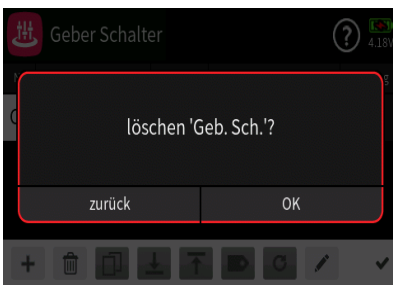 Geber Schalter
?
4.18V
löschen 'Geb. Sch.'?
zurück
OK